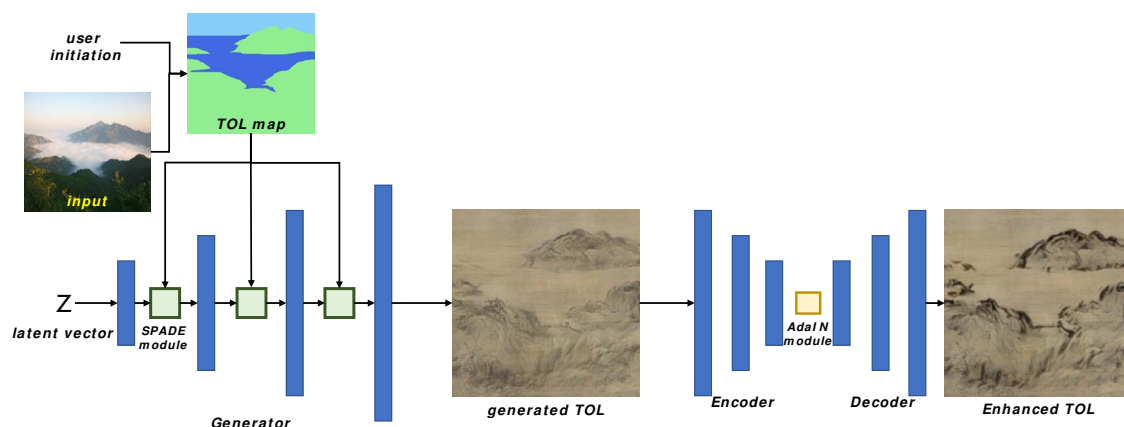 user
initiation
TOL map
input
Z
latent vector
SPADE
module
Generator
generated TOL
Encoder
AdaIN
module
Decoder
Enhanced TOL